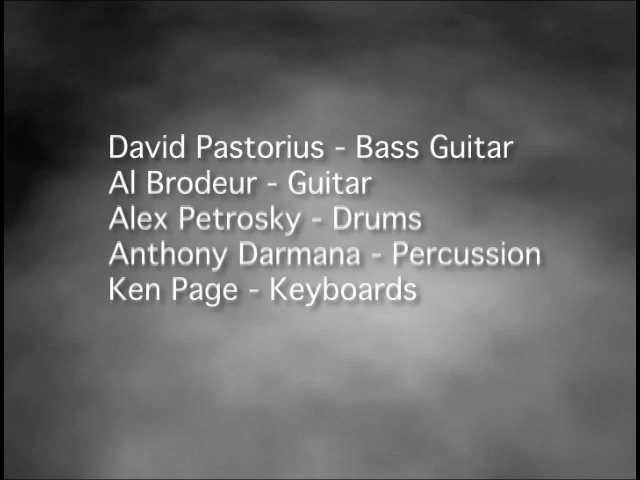 David Pastorius - Bass Guitar
Al Brodeur - Guitar
Alex Petrosky - Drums
Anthony Darmana - Percussion
Ken Page - Keyboards